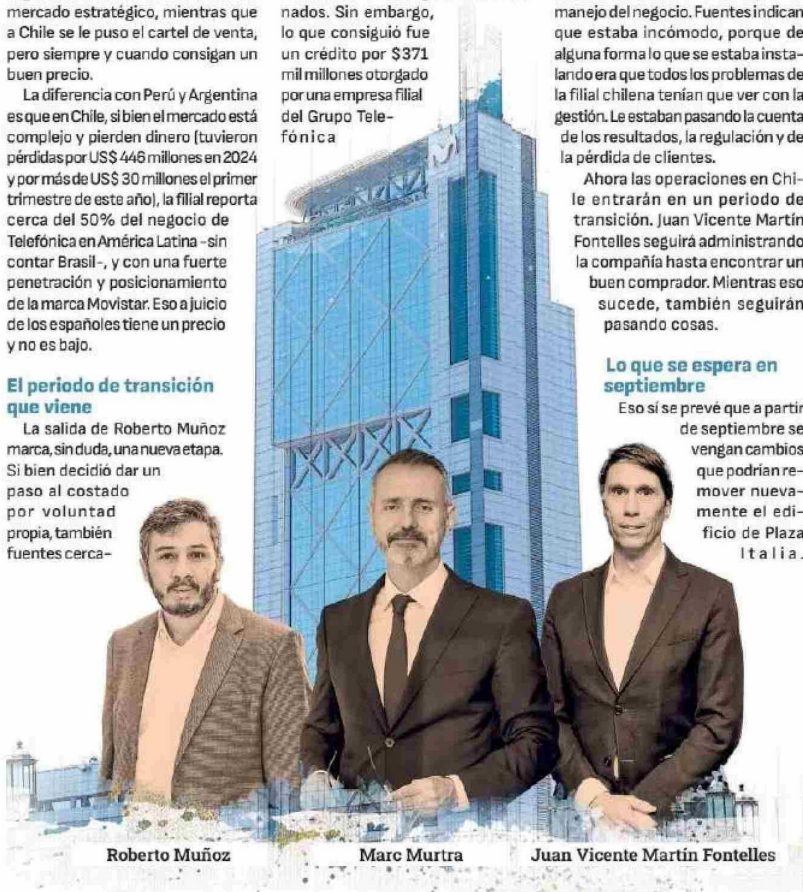 mercado estratégico, mientras que
a Chile se le puso el cartel de venta,
pero siempre y cuando consigan un
buen precio.
La diferencia con Perú y Argentina
es que en Chile, si bien el mercado está
complejo y pierden dinero (tuvieron
pérdidas por US$ 446 millones en 2024
y por más de US$ 30 millones el primer
trimestre de este año), la filial reporta
cerca del 50% del negocio de
Telefónica en América Latina -sin
contar Brasil-, y con una fuerte
penetración y posicionamiento
de la marca Movistar. Eso a juicio
de los españoles tiene un precio
y no es bajo.
El periodo de transición
que viene
La salida de Roberto Muñoz
marca, sin duda, una nueva etapa.
Si bien decidió dar un
paso al costado
por voluntad
propia, también
fuentes cerca-
nados. Sin embargo,
lo que consiguió fue
un crédito por $371
mil millones otorgado
por una empresa filial
del Grupo Tele-
fónica
manejo del negocio. Fuentes indican
que estaba incómodo, porque de
alguna forma lo que se estaba insta-
lando era que todos los problemas de
la filial chilena tenían que ver con la
gestión. Le estaban pasando la cuenta
de los resultados, la regulación y de
la pérdida de clientes.
Ahora las operaciones en Chi-
le entrarán en un periodo de
transición. Juan Vicente Martín
Fontelles seguirá administrando
la compañía hasta encontrar un
buen comprador. Mientras eso
sucede, también seguirán
pasando cosas.
Lo que se espera en
septiembre
Eso sí se prevé que a partir
de septiembre se
vengan cambios
que podrían re-
mover nueva-
mente el edi-
ficio de Plaza
Italia.
Roberto Muñoz
Marc Murtra
Juan Vicente Martín Fontelles